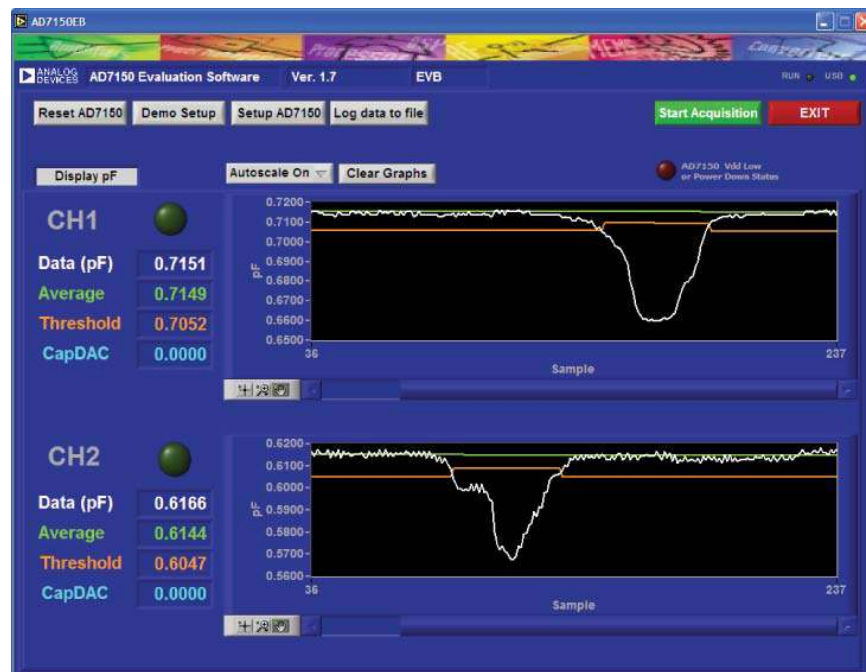 AD7150EB
Processor
MEMS
Converter
ANALOG DEVICES AD7150 Evaluation Software Ver. 1.7 EVB RUN USB
Reset AD7150 Demo Setup Setup AD7150 Log data to file Start Acquisition EXIT
Display pF Autoscale On Clear Graphs AD7150 Vdd Low
or Power Down Status
CH1
Data (pF) 0.7151
Average 0.7149
Threshold 0.7052
CapDAC 0.0000
pF
0.7200
0.7100
0.7000
0.6900
0.6800
0.6700
0.6600
0.6500
36 237
Sample
CH2
Data (pF) 0.6166
Average 0.6144
Threshold 0.6047
CapDAC 0.0000
pF
0.6200
0.6100
0.6000
0.5900
0.5800
0.5700
0.5600
36 237
Sample